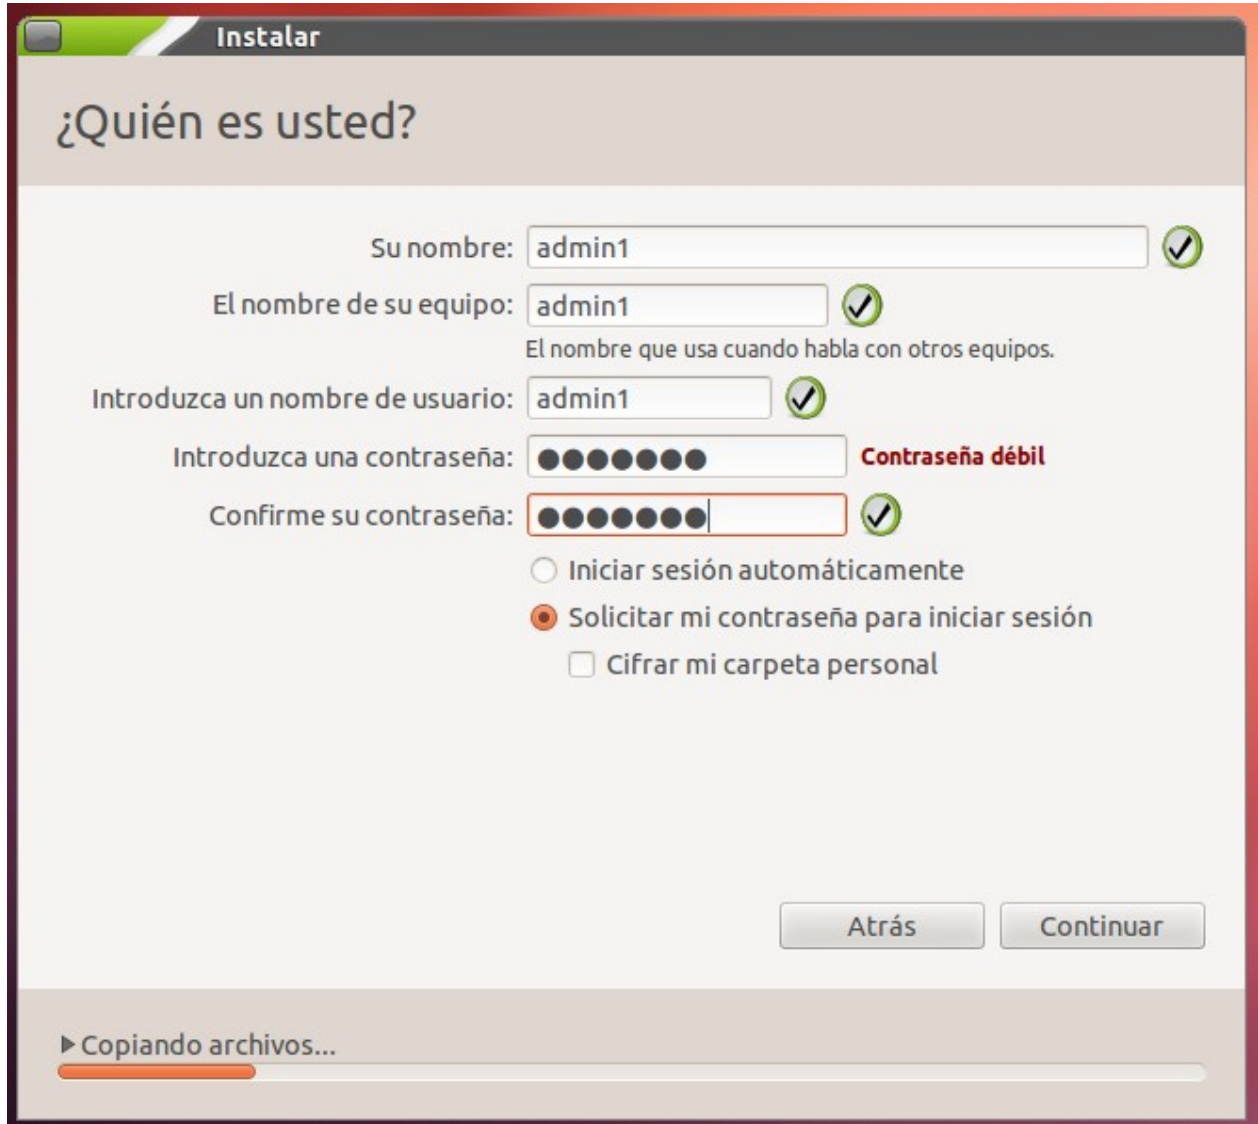 Instalar
¿Quién es usted?
Su nombre: admin1
El nombre de su equipo: admin1
El nombre que usa cuando habla con otros equipos.
Introduzca un nombre de usuario: admin1
Introduzca una contraseña: ●●●●●●● Contraseña débil
Confirme su contraseña: ●●●●●●●
Iniciar sesión automáticamente
Solicitar mi contraseña para iniciar sesión
Cifrar mi carpeta personal
Atrás Continuar
Copiando archivos...